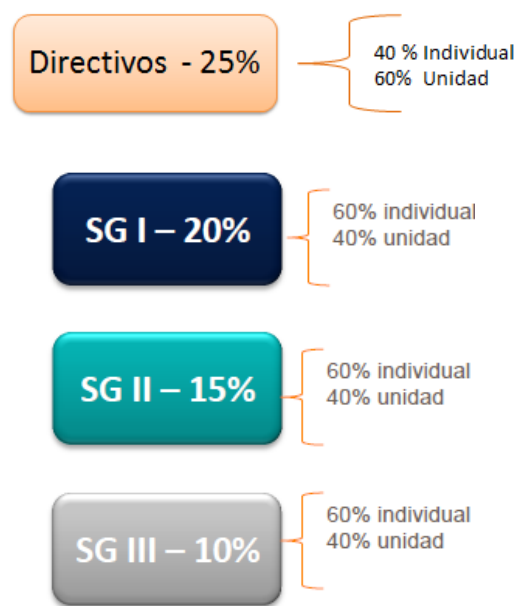 Directivos - 25%
40 % Individual
60% Unidad
SG I – 20%
60% individual
40% unidad
SG II – 15%
60% individual
40% unidad
SG III – 10%
60% individual
40% unidad